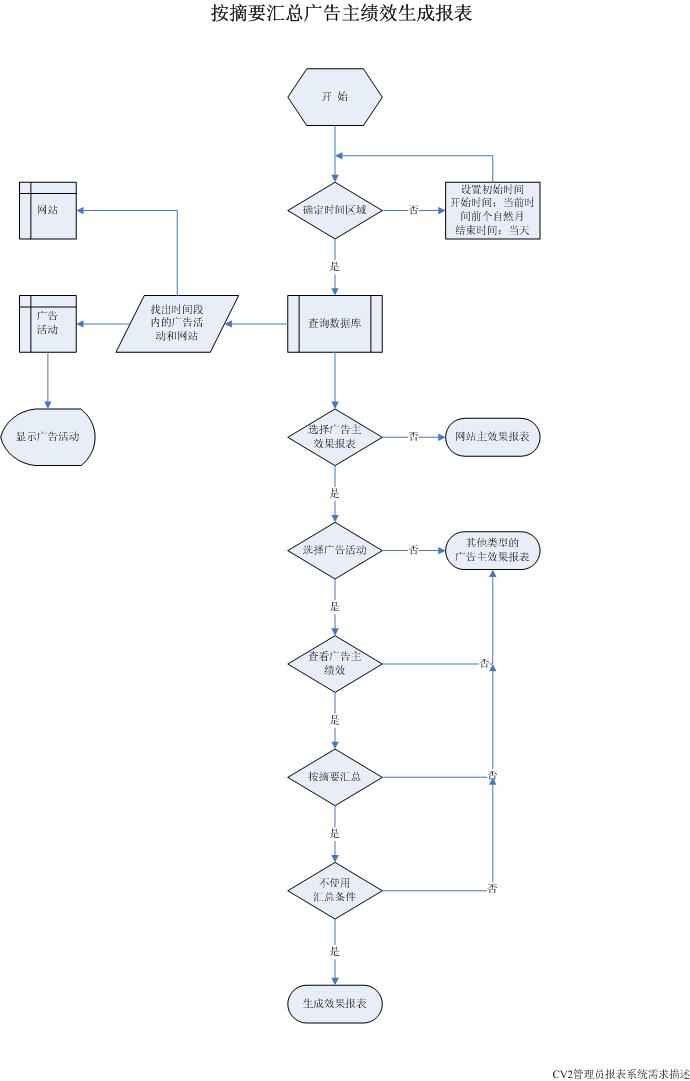 按摘要汇总广告主绩效生成报表
开 始
确定时间区域
否
设置初始时间
开始时间：当前时
间前个自然月
结束时间：当天
网站
是
广告
活动
找出时间段
内的广告活
动和网站
查询数据库
显示广告活动
选择广告主
效果报表
否
网站主效果报表
是
选择广告活动
否
其他类型的
广告主效果报表
是
查看广告主
绩效
否
是
按摘要汇总
否
是
不使用
汇总条件
否
是
生成效果报表
CV2管理员报表系统需求描述